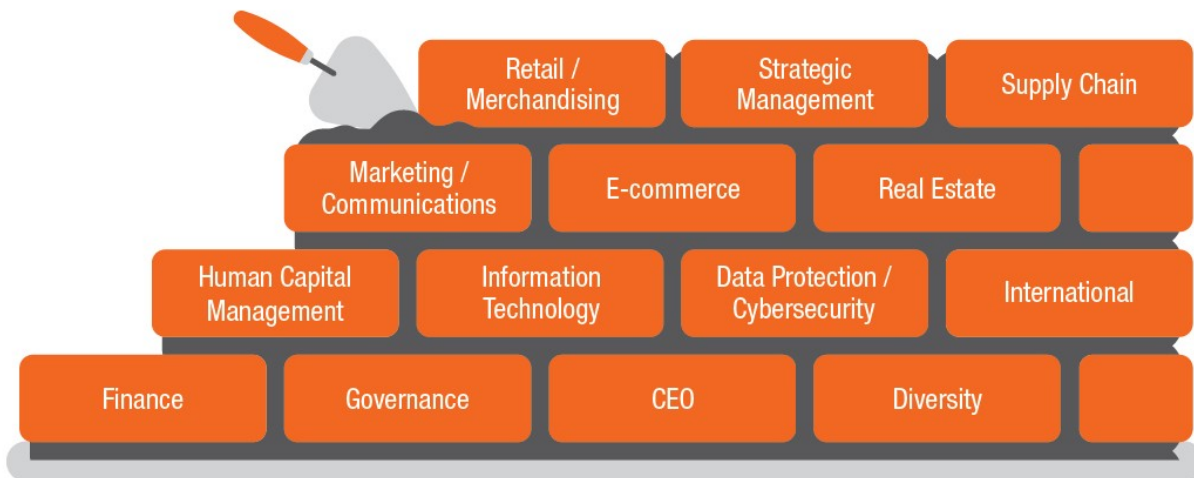 Retail /
Merchandising
Strategic
Management
Supply Chain
Marketing /
Communications
E-commerce
Real Estate
Human Capital
Management
Information
Technology
Data Protection /
Cybersecurity
International
Finance
Governance
CEO
Diversity